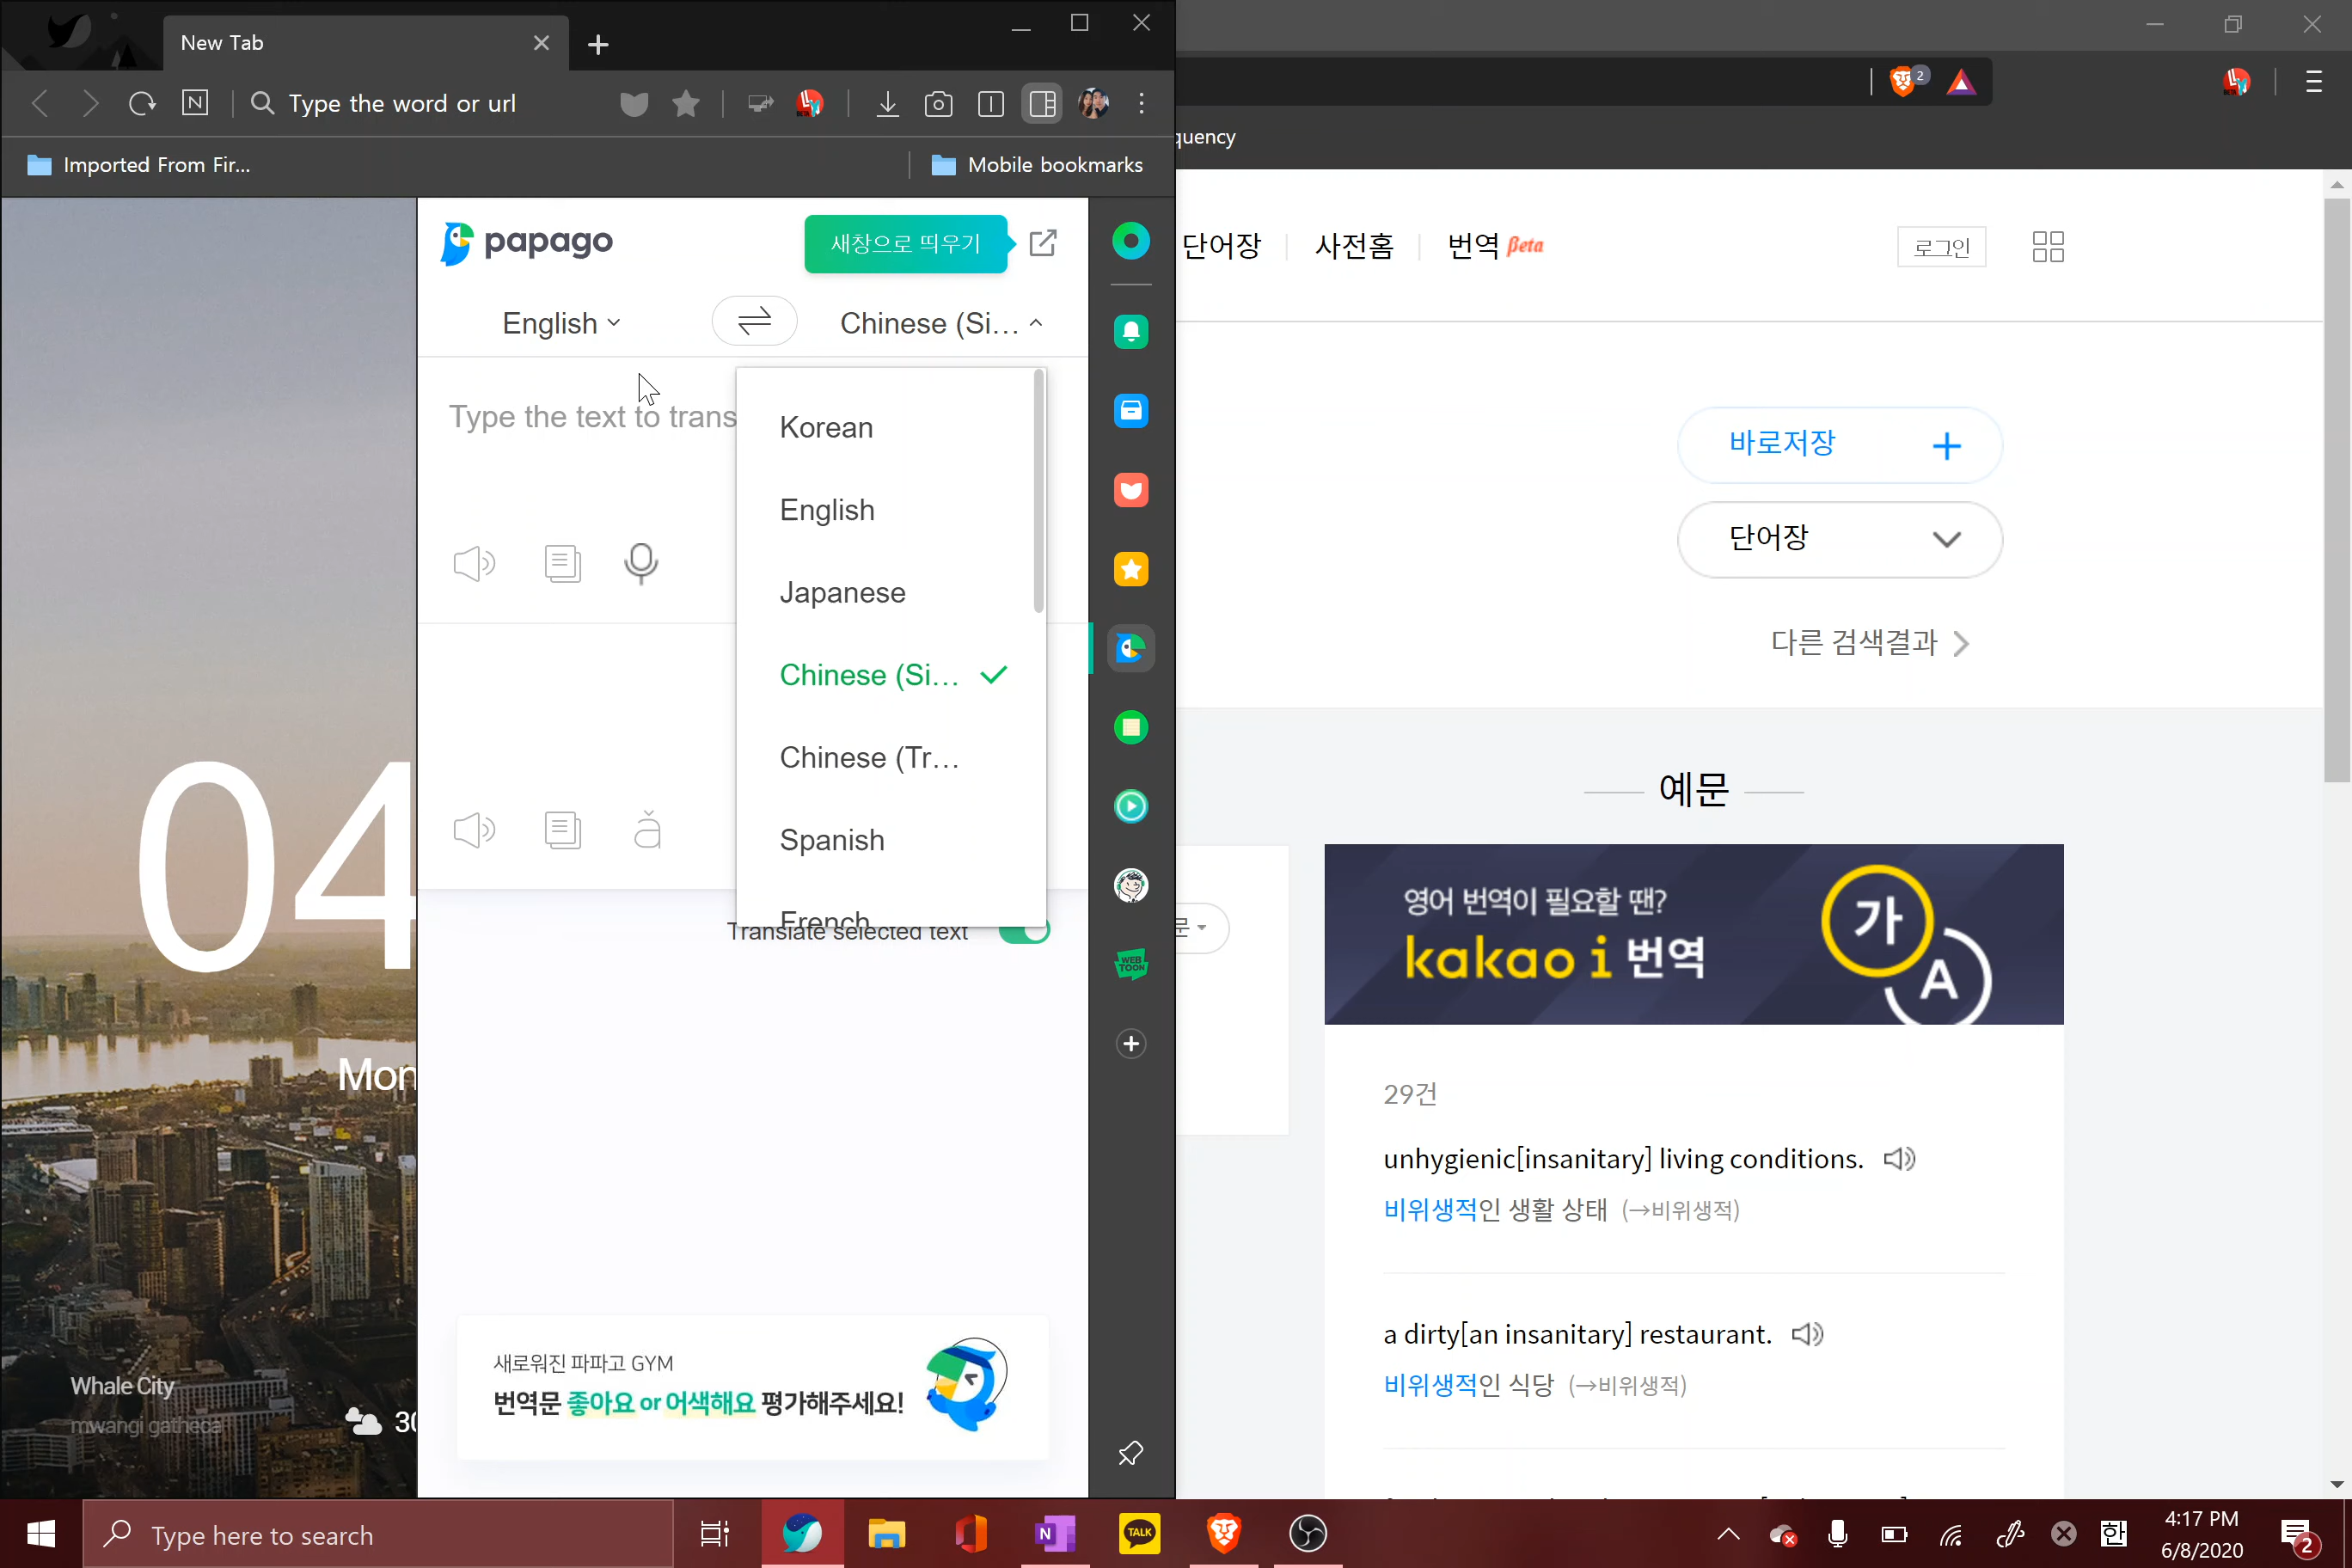 New Tab
Type the word or url
2
quency
Imported From Fir...
Mobile bookmarks
papago
새창으로 띄우기
단어장
사전홈
번역 Beta
로그인
English
Chinese (Si...
Type the text to trans
Korean
English
Japanese
Chinese (Si...
Chinese (Tr...
Spanish
French
Translate selected text
바로저장
단어장
다른 검색결과
04
Mon
예문
문
WEB
TOON
영어 번역이 필요할 땐?
kakao i 번역
가
A
29건
unhygienic[insanitary] living conditions.
비위생적인 생활 상태 (→비위생적)
a dirty[an insanitary] restaurant.
비위생적인 식당 (→비위생적)
새로워진 파파고 GYM
번역문 좋아요 or 어색해요 평가해주세요!
Whale City
mwangi gatheca
Type here to search
N
TALK
한
4:17 PM
6/8/2020
2